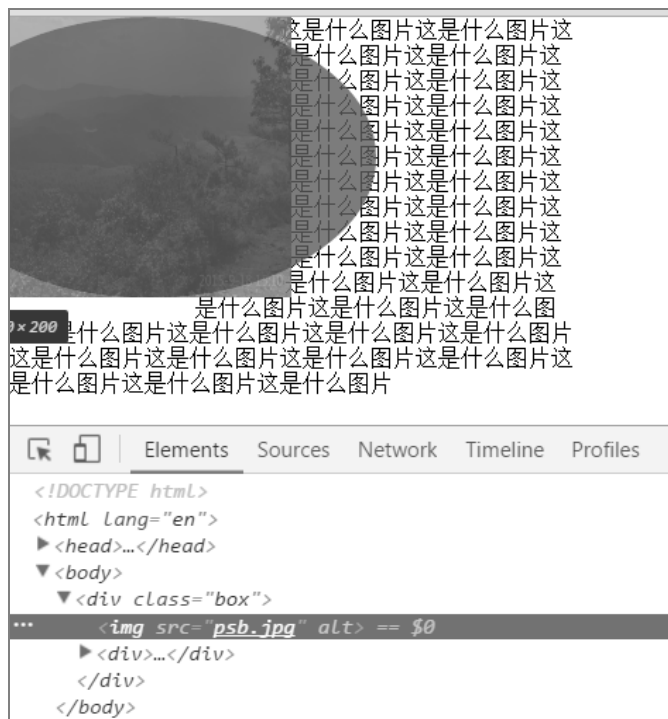 这是什么图片这是什么图片
是什么图片这是什么图片这
是什么图片这是什么图片这
是什么图片这是什么图片这
是什么图片这是什么图片这
是什么图片这是什么图片这
是什么图片这是什么图片这
是什么图片这是什么图片这
是什么图片这是什么图片这
是什么图片这是什么图片这
是什么图片这是什么图片这
是什么图片这是什么图片这是什么图
× 200 是什么图片这是什么图片这是什么图片这是什么图片
这是什么图片这是什么图片这是什么图片这是什么图片
是什么图片这是什么图片这是什么图片
Elements Sources Network Timeline Profiles
<!DOCTYPE html>
<html lang="en">
▶<head>…</head>
▼<body>
▼<div class="box">
<img src="psb.jpg" alt> == $0
▶<div>…</div>
</div>
</body>